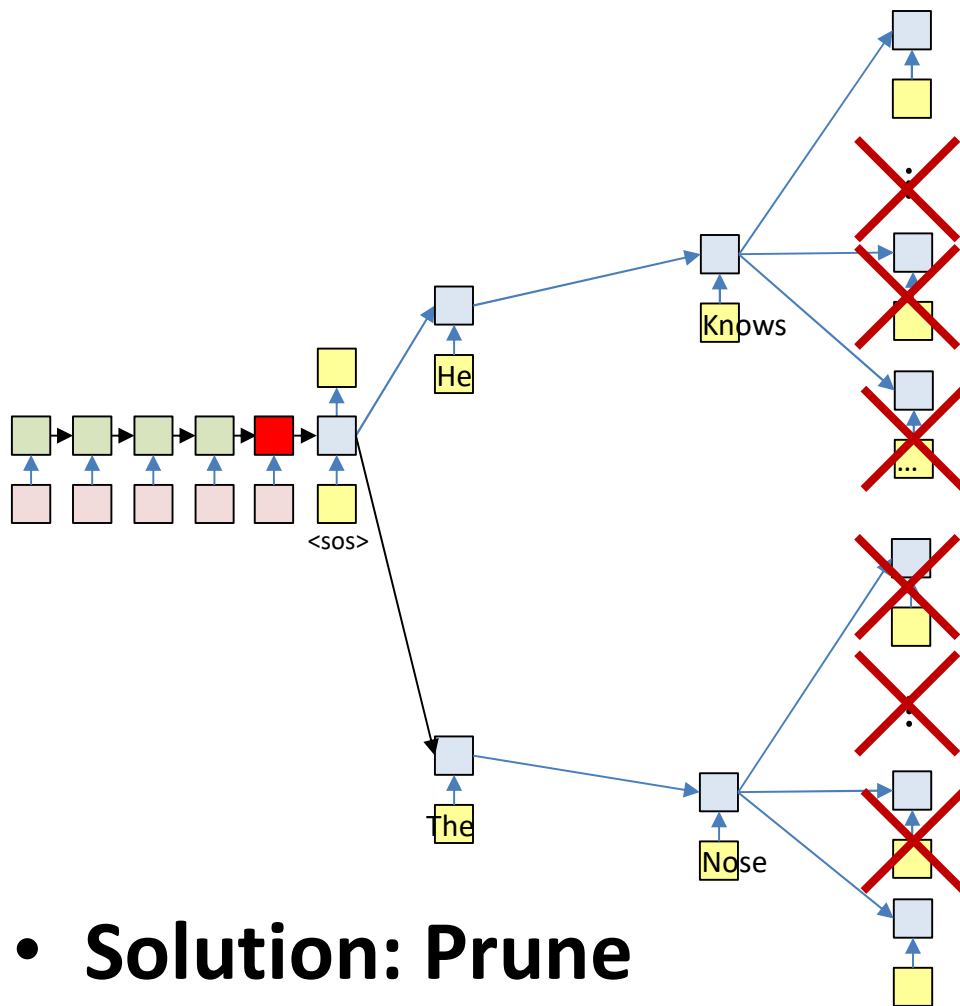 Knows
He
...
<sos>
The
Nose
• Solution: Prune